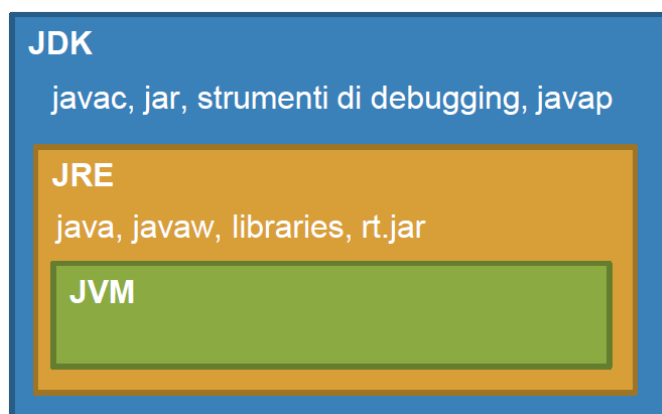 JDK
javac, jar, strumenti di debugging, javap
JRE
java, javaw, libraries, rt.jar
JVM